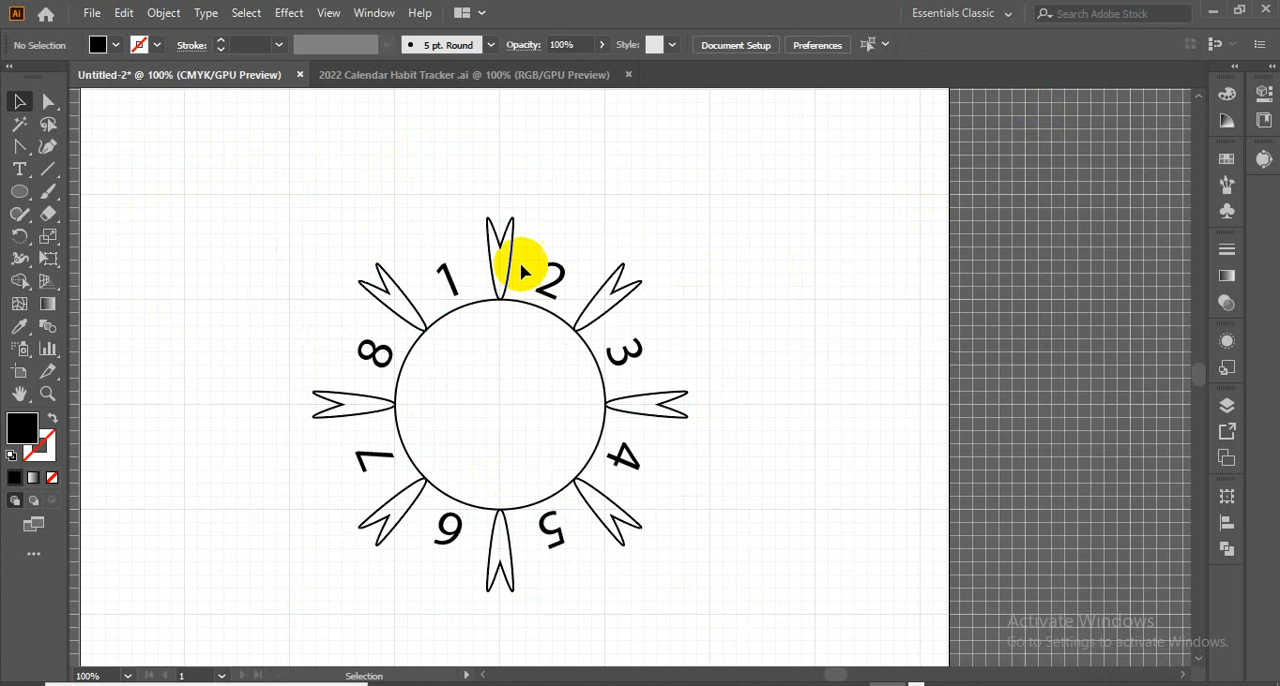 Ai File Edit Object Type Select Effect View Window Help Essentials Classic Search Adobe Stock
No Selection Stroke: 5 pt. Round Opacity: 100% Style: Document Setup Preferences
Untitled-2* @ 100% (CMYK/GPU Preview) × 2022 Calendar Habit Tracker .ai @ 100% (RGB/GPU Preview) ×
1 2
8 3
7 4
6 5
Activate Windows
Go to Settings to activate Windows.
100% 1 Selection